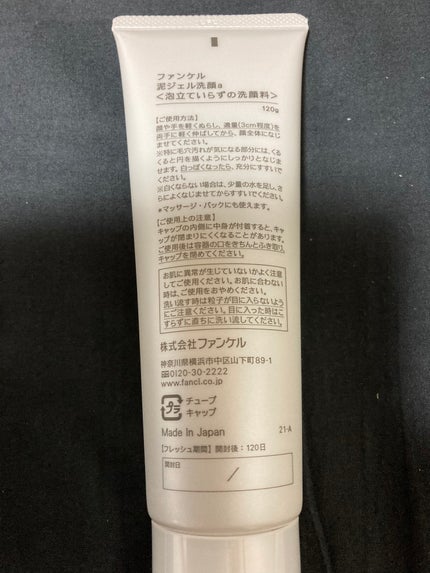 ファンケル
泥ジェル洗顔a
＜泡立ていらずの洗顔料＞
120g
【ご使用方法】
顔や手を軽くぬらし、適量(3cm程度)を
両手に軽く伸ばしてから、顔全体になじ
ませてください。
※特に毛穴汚れが気になる部分には、くる
くると円を描くようにしっかりとなじま
せます。白っぽくなったら、充分にすすいで
ください。
※白くならない場合は、少量の水を足し、さ
らによくなじませてからすすいでください。
＊マッサージ・パックにも使えます。
【ご使用上の注意】
キャップの内側に中身が付着すると、キャ
ップが閉まりにくくなることがあります。
ご使用後は容器の口をきちんとふき取り、
キャップを閉めてください。
お肌に異常が生じていないかよく注意
してご使用ください。お肌に合わない
時は、ご使用をおやめください。
洗い流す時は粒子が目に入らないよう
にご注意ください。目に入った時はこ
すらずに直ちに洗い流してください。
株式会社ファンケル
神奈川県横浜市中区山下町89-1
0120-30-2222
www.fancl.co.jp
プラ
チューブ
キャップ
Made In Japan
21-A
【フレッシュ期間】開封後：120日
開封日
/